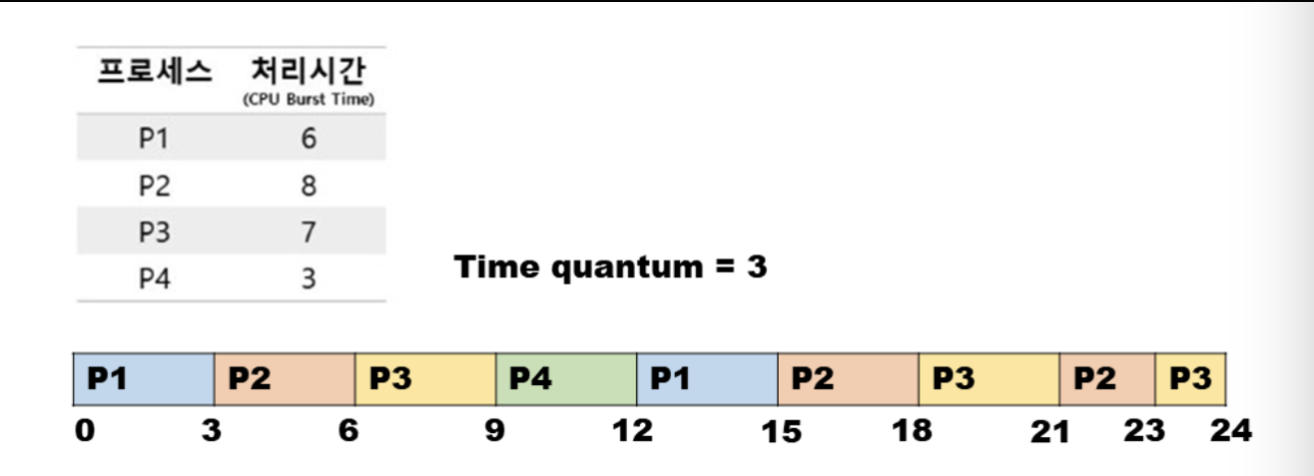 프로세스 처리시간
(CPU Burst Time)
P1 6
P2 8
P3 7
P4 3
Time quantum = 3
P1 P2 P3 P4 P1 P2 P3 P2 P3
0 3 6 9 12 15 18 21 23 24